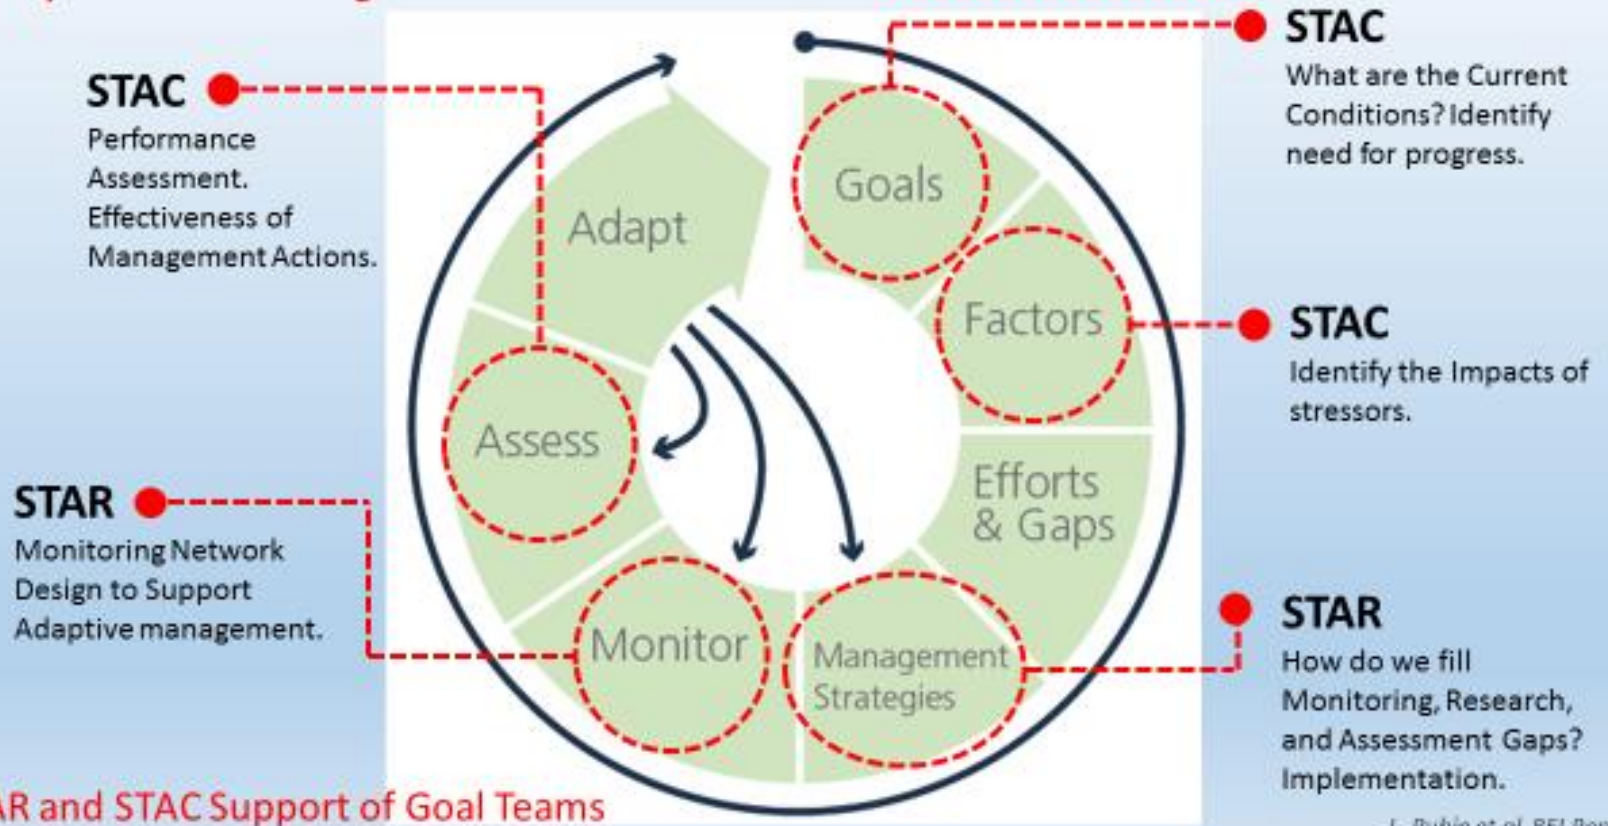 STAC
Performance
Assessment.
Effectiveness of
Management Actions.
STAR
Monitoring Network
Design to Support
Adaptive management.
Goals
Factors
Efforts
& Gaps
Management
Strategies
Monitor
Assess
Adapt
STAC
What are the Current
Conditions? Identify
need for progress.
STAC
Identify the Impacts of
stressors.
STAR
How do we fill
Monitoring, Research,
and Assessment Gaps?
Implementation.
and STAC Support of Goal Teams